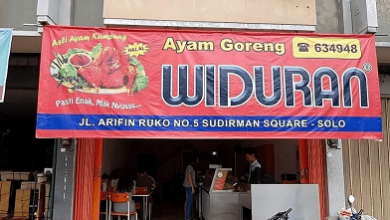 Asli Ayam Kampung
HALAL
Ayam Goreng ☎ 634948
WIDURAN®
Pasti Enak, Mak Nyusss...
JL. ARIFIN RUKO NO.5 SUDIRMAN SQUARE - SOLO